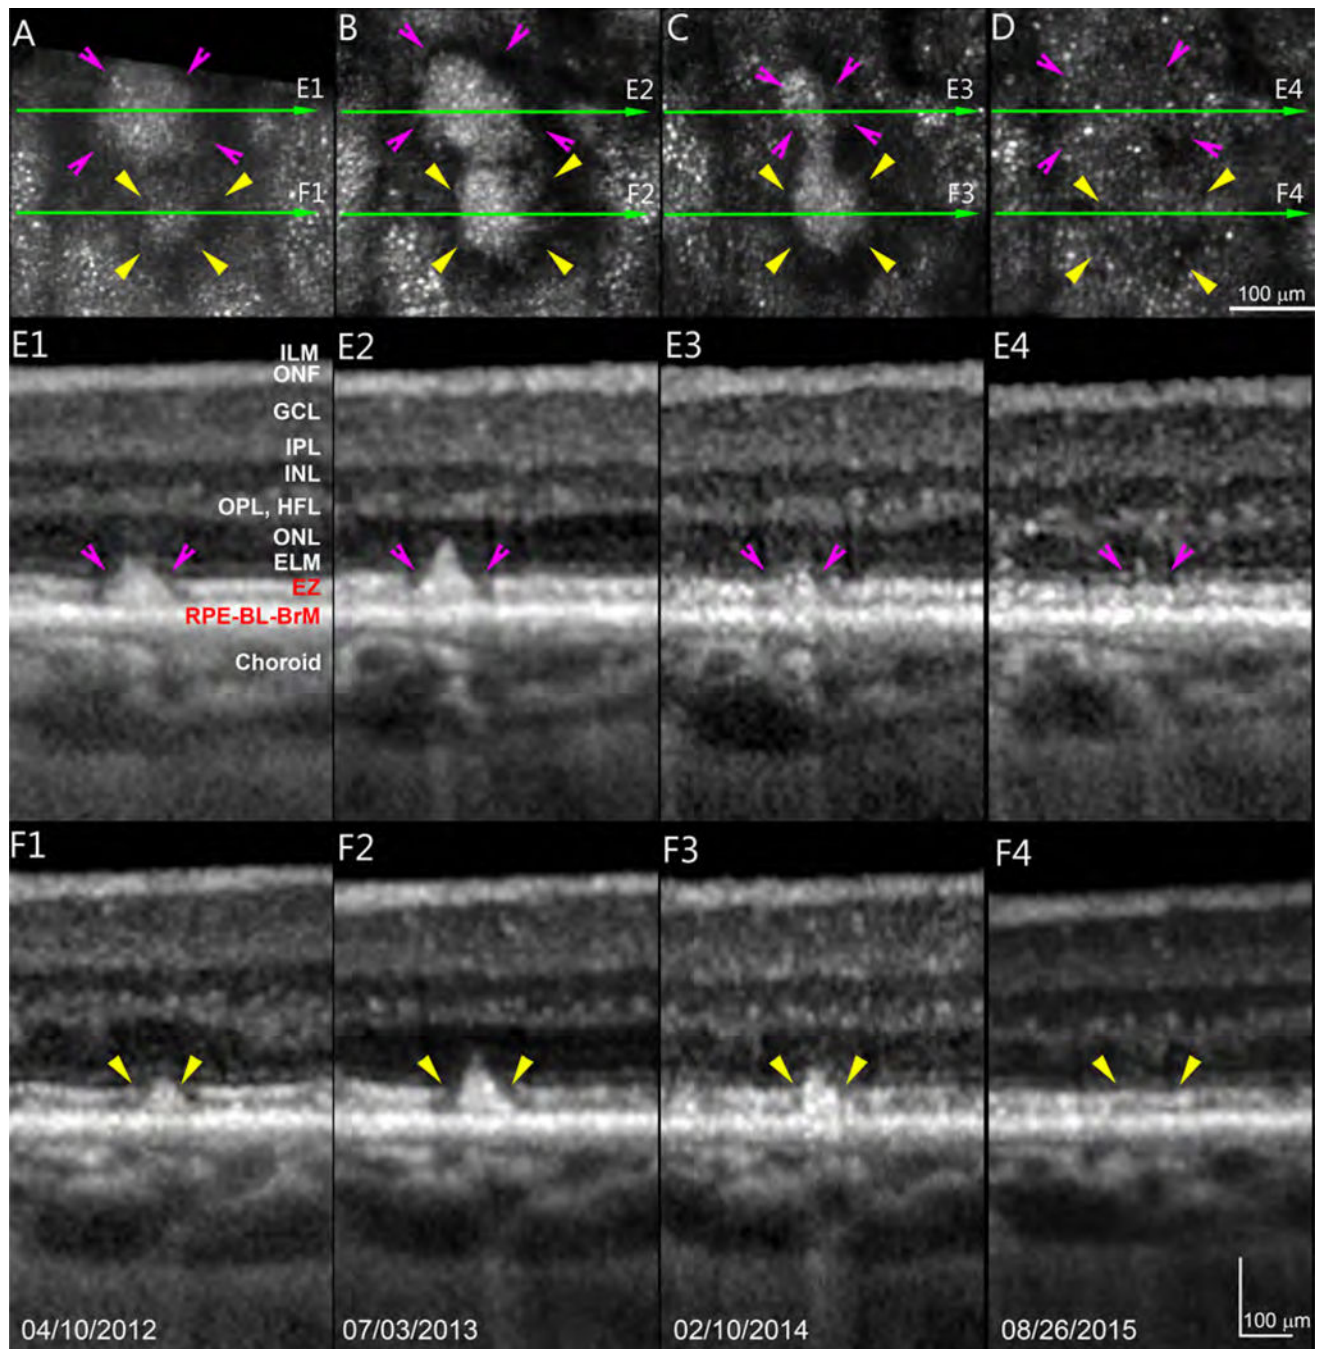 A
B
C
D
E1
E2
E3
E4
F1
F2
F3
F4
100 µm
E1
E2
E3
E4
ILM
ONF
GCL
IPL
INL
OPL, HFL
ONL
ELM
EZ
RPE-BL-BrM
Choroid
F1
F2
F3
F4
100 µm
04/10/2012
07/03/2013
02/10/2014
08/26/2015